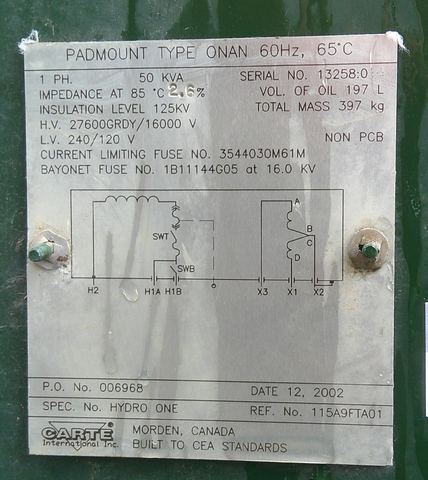 PADMOUNT TYPE ONAN 60Hz, 65°C
1 PH. 50 KVA SERIAL NO. 13258:0
IMPEDANCE AT 85 °C 2.6% VOL. OF OIL 197 L
INSULATION LEVEL 125KV TOTAL MASS 397 kg
H.V. 27600GRDY/16000 V
L.V. 240/120 V NON PCB
CURRENT LIMITING FUSE NO. 3544030M61M
BAYONET FUSE NO. 1B11144G05 at 16.0 KV
A
B
SWT C
D
SWB
H2 H1A H1B X3 X1 X2
P.O. No. 006968 DATE 12, 2002
SPEC. No. HYDRO ONE REF. No. 115A9FTA01
CARTE MORDEN, CANADA
International Inc. BUILT TO CEA STANDARDS